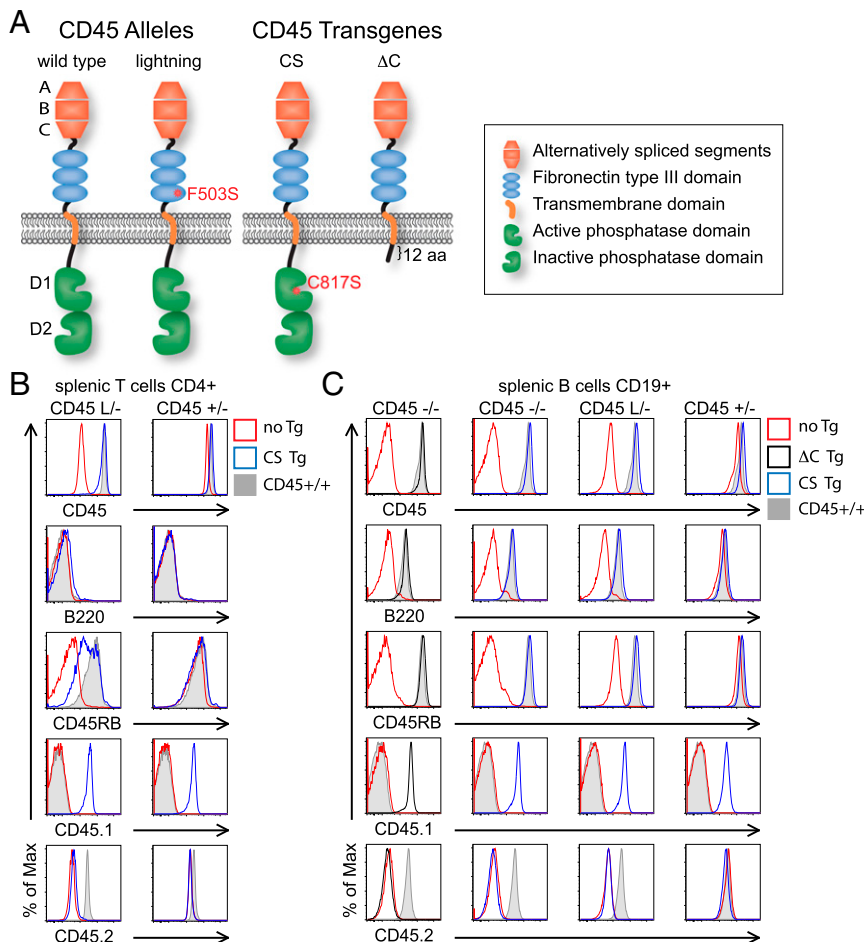 A
CD45 Alleles
CD45 Transgenes
wild type
lightning
CS
ΔC
A
B
C
F503S
}12 aa
D1
C817S
D2
Alternatively spliced segments
Fibronectin type III domain
Transmembrane domain
Active phosphatase domain
Inactive phosphatase domain
B
splenic T cells CD4+
CD45 L/-
CD45 +/-
no Tg
CS Tg
CD45+/+
CD45
B220
CD45RB
CD45.1
CD45.2
% of Max
C
splenic B cells CD19+
CD45 -/-
CD45 -/-
CD45 L/-
CD45 +/-
no Tg
ΔC Tg
CS Tg
CD45+/+
CD45
B220
CD45RB
CD45.1
CD45.2
% of Max